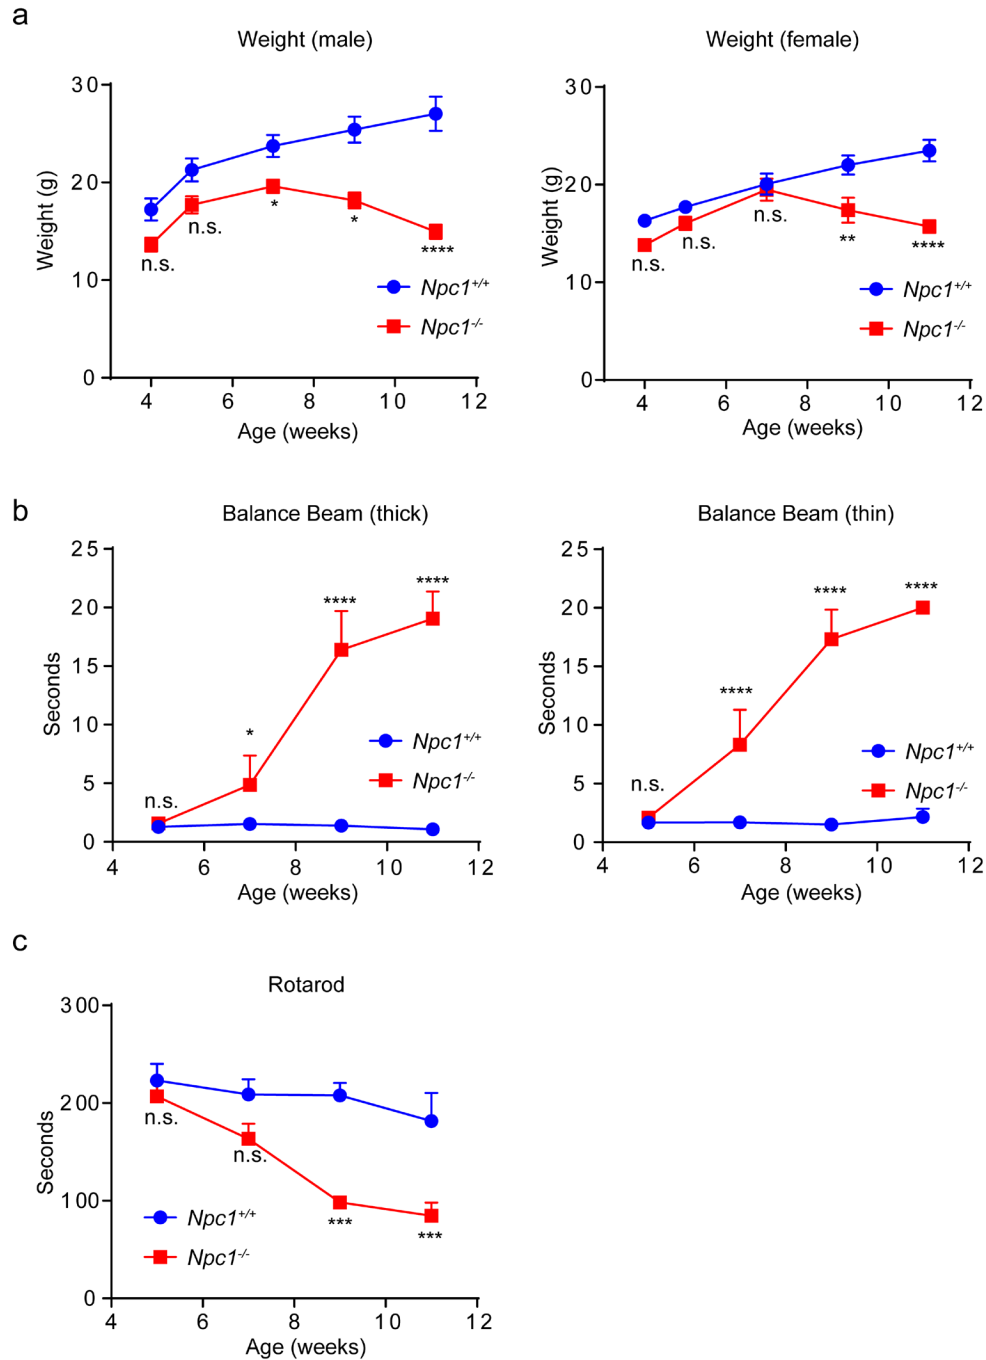 a
Weight (male)
Weight (female)
30
20
10
0
Weight (g)
n.s.
n.s.
*
*
****
Npc1+/+
Npc1-/-
4
6
8
10
12
Age (weeks)
30
20
10
0
Weight (g)
n.s.
n.s.
n.s.
**
****
Npc1+/+
Npc1-/-
4
6
8
10
12
Age (weeks)
b
Balance Beam (thick)
Balance Beam (thin)
25
20
15
10
5
0
Seconds
n.s.
*
****
****
Npc1+/+
Npc1-/-
4
6
8
10
12
Age (weeks)
25
20
15
10
5
0
Seconds
n.s.
****
****
****
Npc1+/+
Npc1-/-
4
6
8
10
12
Age (weeks)
c
Rotarod
300
200
100
0
Seconds
n.s.
n.s.
***
***
Npc1+/+
Npc1-/-
4
6
8
10
12
Age (weeks)